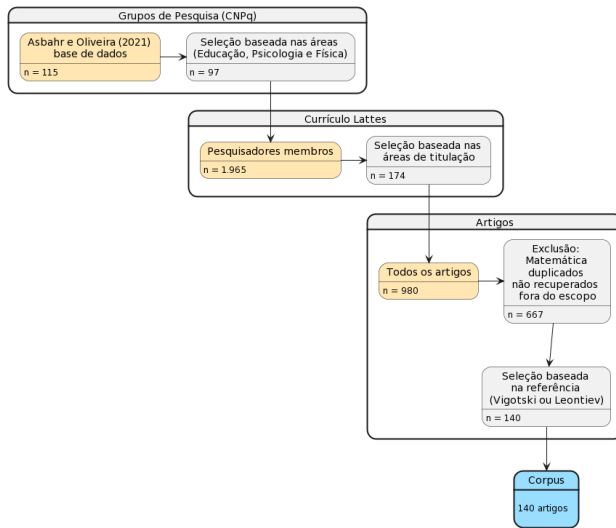 Grupos de Pesquisa (CNPq)
Asbahr e Oliveira (2021)
base de dados
n = 115
Seleção baseada nas áreas
(Educação, Psicologia e Física)
n = 97
Currículo Lattes
Pesquisadores membros
n = 1.965
Seleção baseada nas
áreas de titulação
n = 174
Artigos
Todos os artigos
n = 980
Exclusão:
Matemática
duplicados
não recuperados
fora do escopo
n = 667
Seleção baseada
na referência
(Vigotski ou Leontiev)
n = 140
Corpus
140 artigos